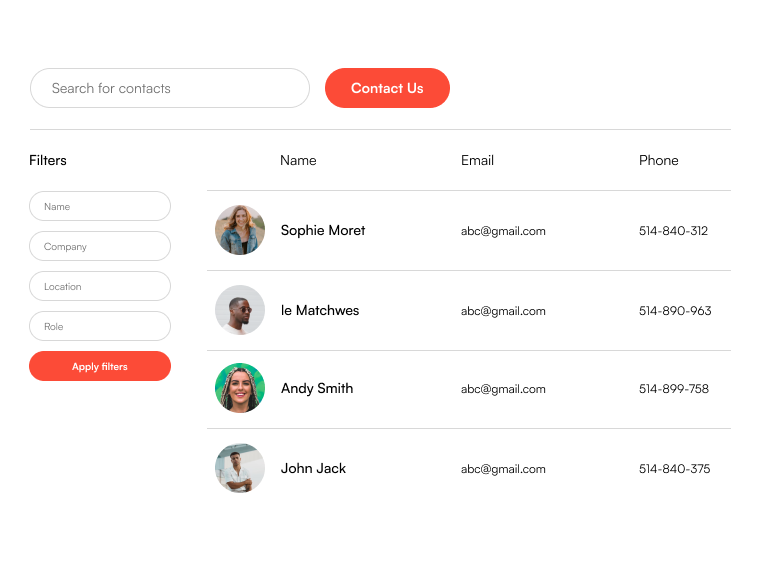 Search for contacts
Contact Us
Filters
Name
Company
Location
Role
Apply filters
Name Email Phone
Sophie Moret abc@gmail.com 514-840-312
le Matchwes abc@gmail.com 514-890-963
Andy Smith abc@gmail.com 514-899-758
John Jack abc@gmail.com 514-840-375